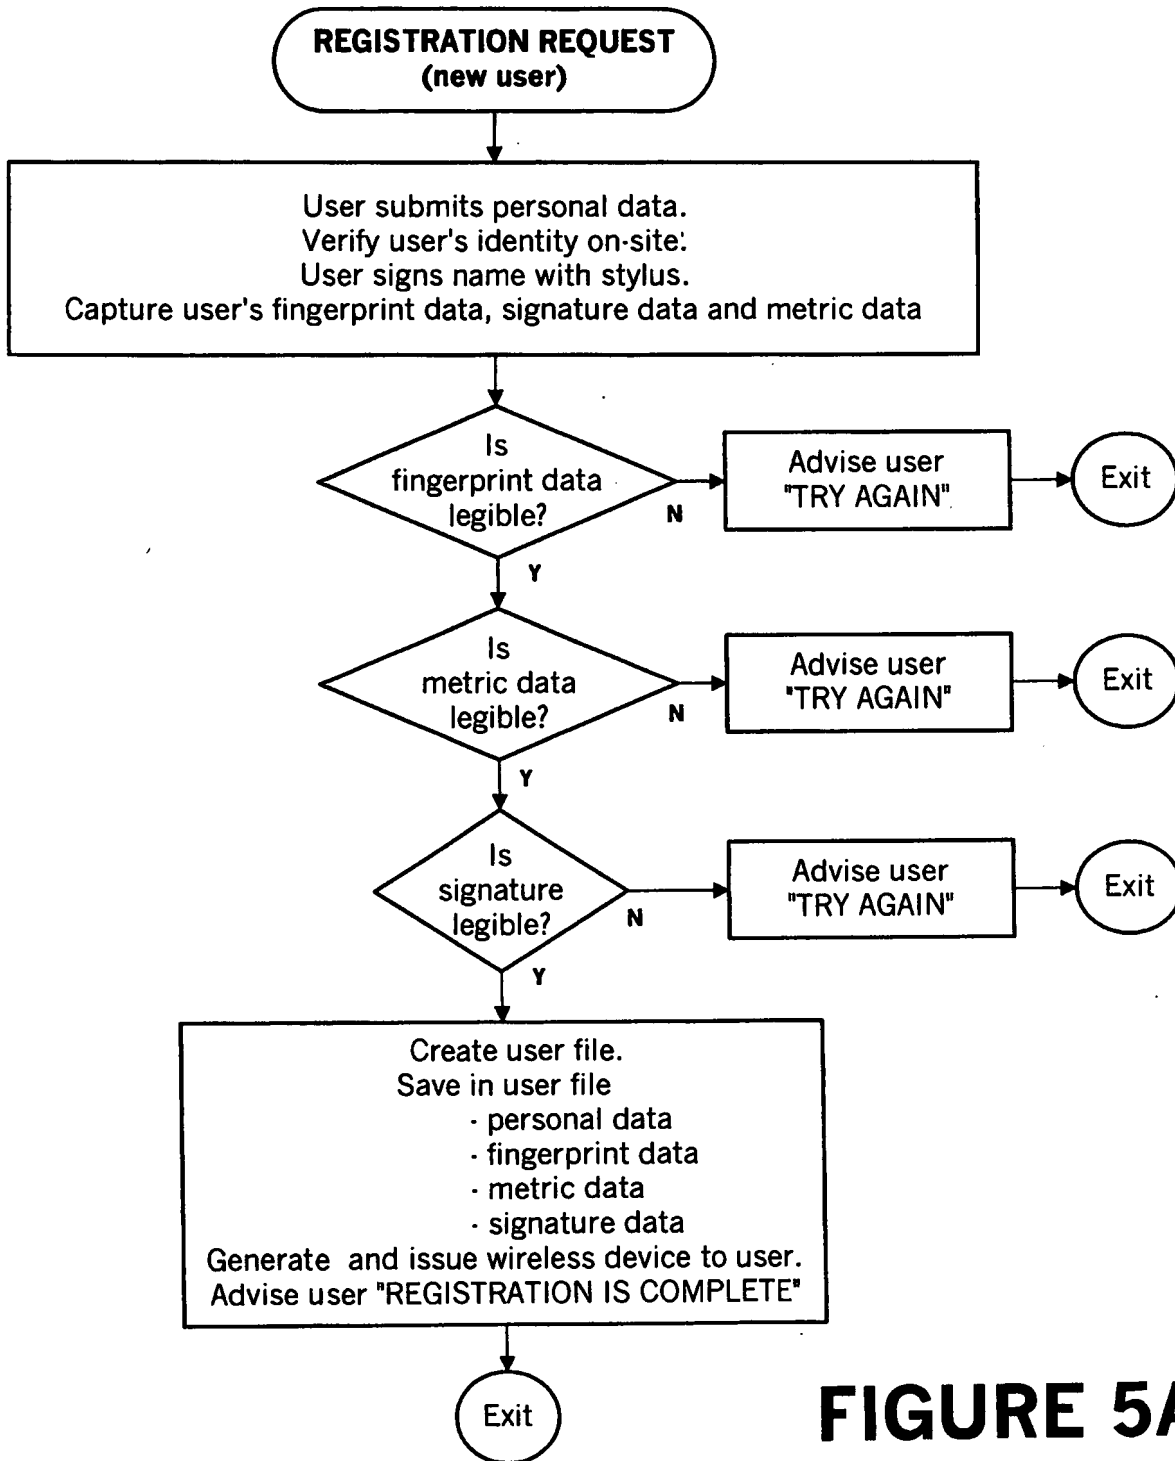 REGISTRATION REQUEST
(new user)
User submits personal data.
Verify user's identity on-site.
User signs name with stylus.
Capture user's fingerprint data, signature data and metric data
Is
fingerprint data
legible?
N
Advise user
"TRY AGAIN"
Exit
Y
Is
metric data
legible?
N
Advise user
"TRY AGAIN"
Exit
Y
Is
signature
legible?
N
Advise user
"TRY AGAIN"
Exit
Y
Create user file.
Save in user file
- personal data
- fingerprint data
- metric data
- signature data
Generate and issue wireless device to user.
Advise user "REGISTRATION IS COMPLETE"
Exit
FIGURE 5A